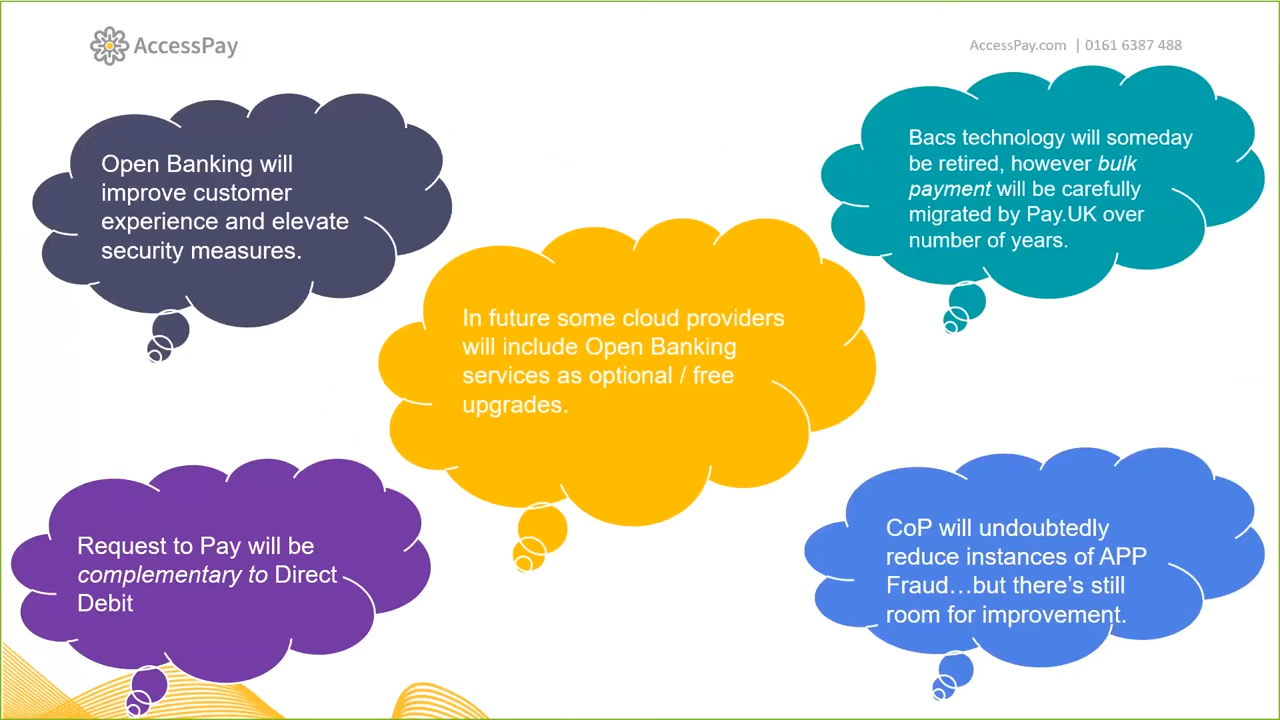 AccessPay
AccessPay.com | 0161 6387 488
Open Banking will
improve customer
experience and elevate
security measures.
Bacs technology will someday
be retired, however bulk
payment will be carefully
migrated by Pay.UK over
number of years.
In future some cloud providers
will include Open Banking
services as optional / free
upgrades.
Request to Pay will be
complementary to Direct
Debit
CoP will undoubtedly
reduce instances of APP
Fraud…but there’s still
room for improvement.